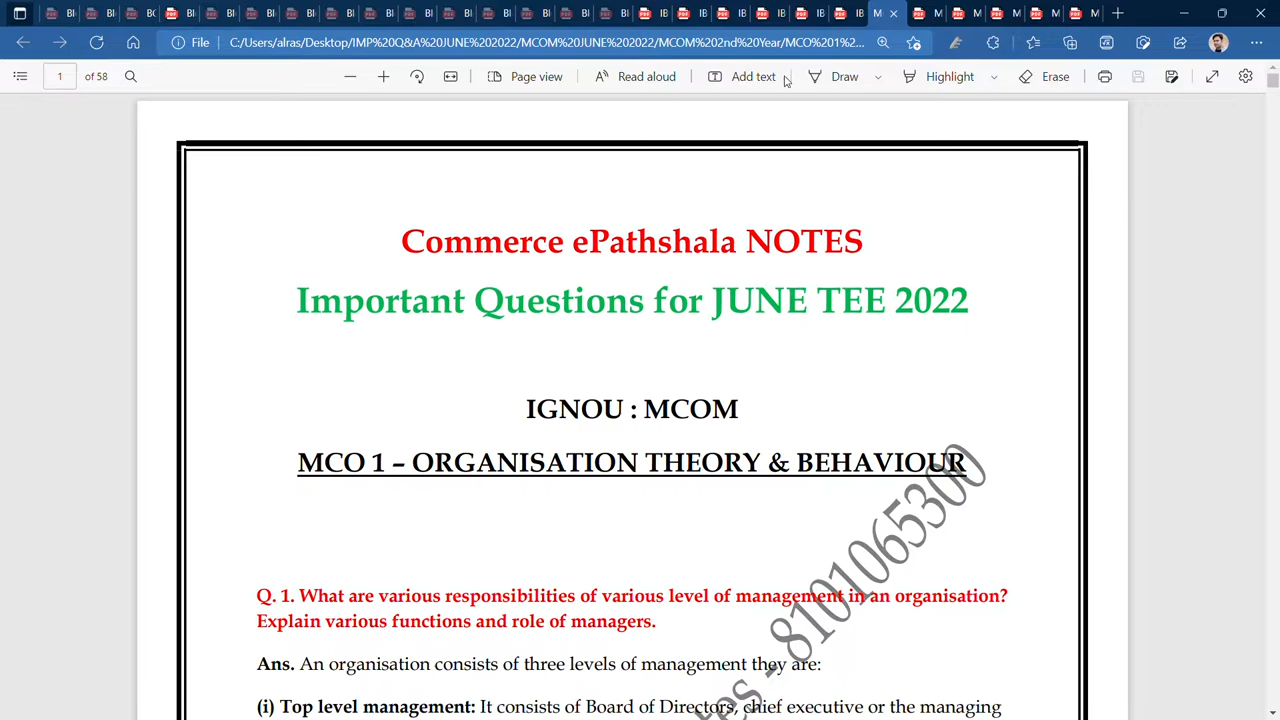 File
C:/Users/alras/Desktop/IMP%20Q&A%20JUNE%202022/MCOM%20JUNE%202022/MCOM%202nd%20Year/MCO%201%2...
1 of 58
Page view
Read aloud
Add text
Draw
Highlight
Erase
Commerce ePathshala NOTES
Important Questions for JUNE TEE 2022
IGNOU : MCOM
MCO 1 – ORGANISATION THEORY & BEHAVIOUR
Q. 1. What are various responsibilities of various level of management in an organisation?
Explain various functions and role of managers.
Ans. An organisation consists of three levels of management they are:
(i) Top level management: It consists of Board of Directors, chief executive or the managing
8101065300